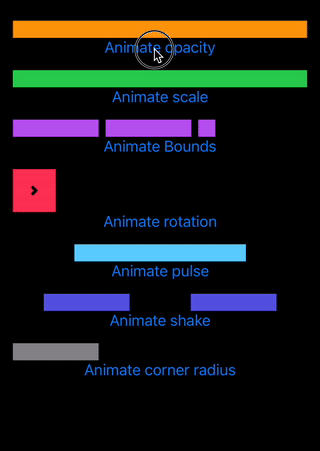 Animate opacity
Animate scale
Animate Bounds
Animate rotation
Animate pulse
Animate shake
Animate corner radius